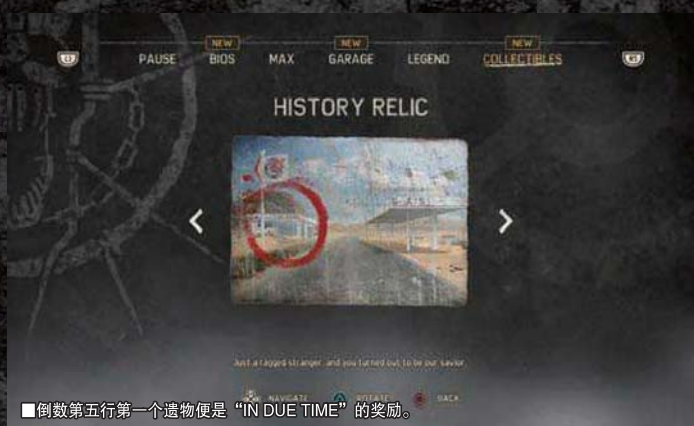 NEW NEW NEW
PAUSE BIOS MAX GARAGE LEGEND COLLECTIBLES
HISTORY RELIC
Just a ragged stranger, and you turned out to be our savior.
NAVIGATE ROTATE BACK
■倒数第五行第一个遗物便是“IN DUE TIME”的奖励。